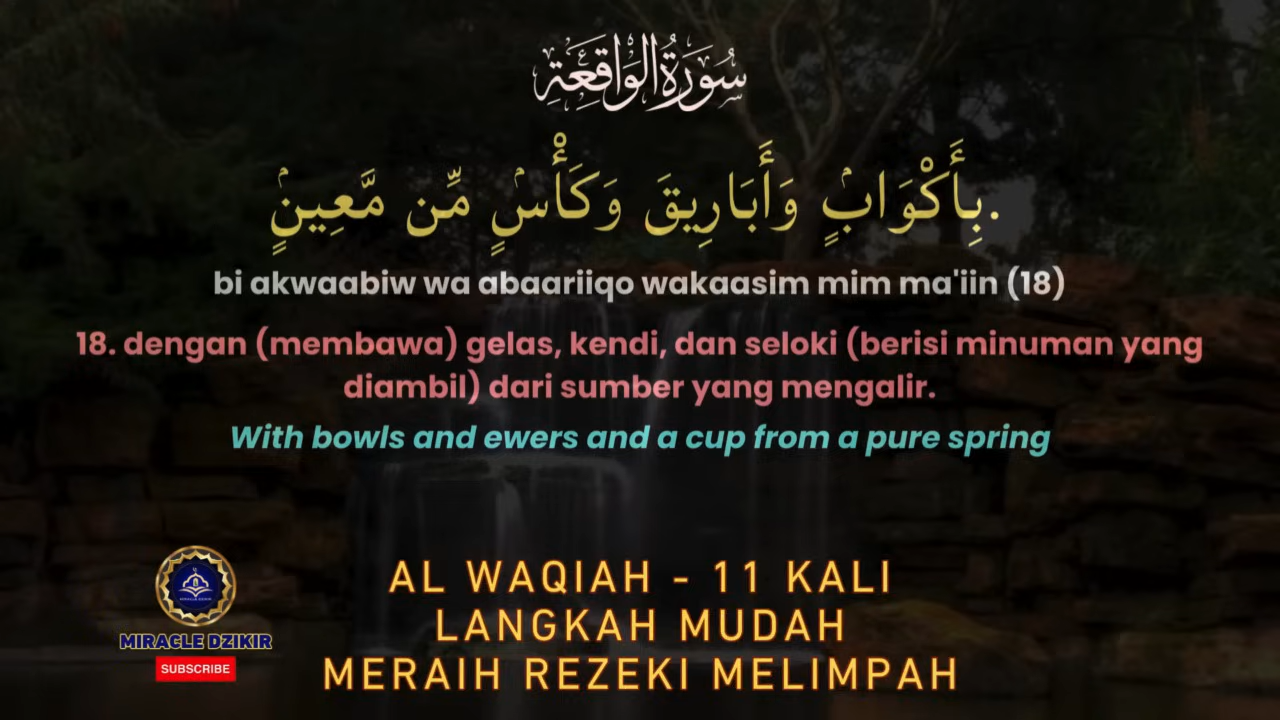 سُورَةُ الوَاقِعَةِ
بِأَكْوَابٍۢ وَأَبَارِيقَ وَكَأْسٍۢ مِّن مَّعِينٍۢ.
bi akwaabiw wa abaariiqo wakaasim mim ma'iin (18)
18. dengan (membawa) gelas, kendi, dan seloki (berisi minuman yang
diambil) dari sumber yang mengalir.
With bowls and ewers and a cup from a pure spring
AL WAQIAH - 11 KALI
LANGKAH MUDAH
MERAIH REZEKI MELIMPAH
MIRACLE DZIKIR
MIRACLE DZIKIR
SUBSCRIBE